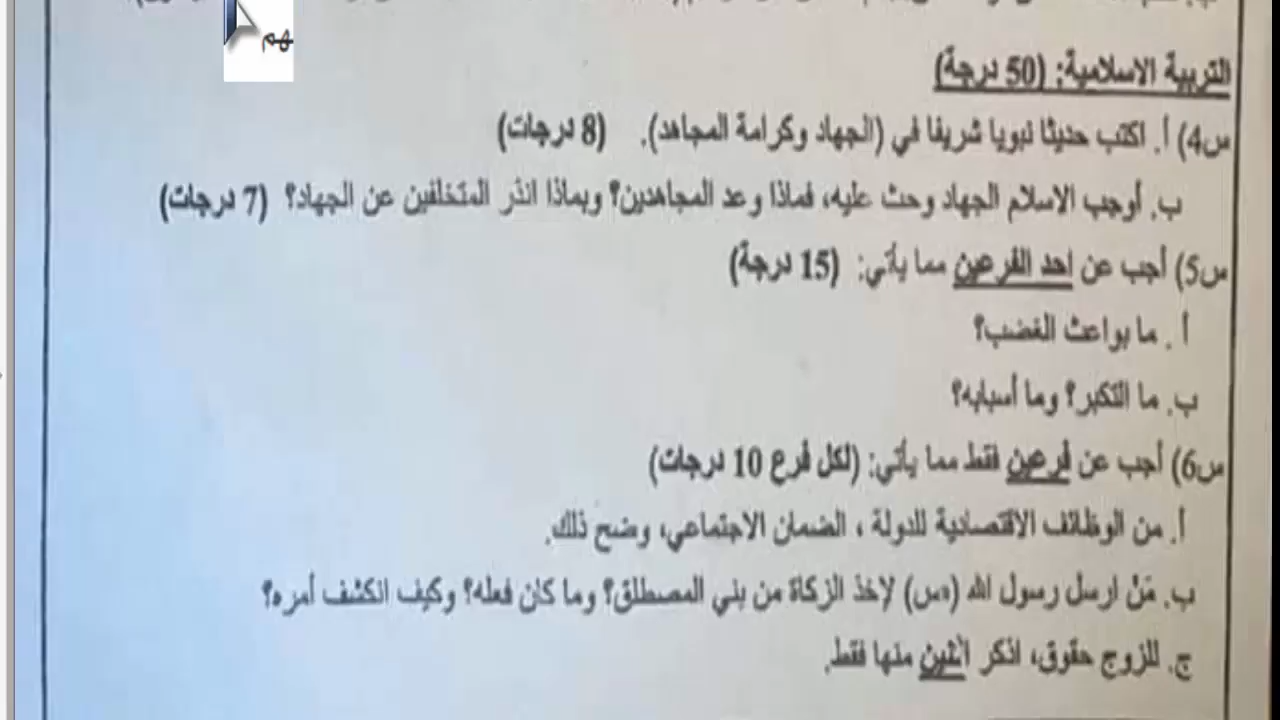 هم
التربية الاسلامية: (50 درجة)
س4) أ. اكتب حديثا نبويا شريفا في (الجهاد وكرامة المجاهد). (8 درجات)
ب. أوجب الاسلام الجهاد وحث عليه، فماذا وعد المجاهدين؟ وبماذا انذر المتخلفين عن الجهاد؟ (7 درجات)
س5) أجب عن احد الفرعين مما يأتي: (15 درجة)
أ. ما بواعث الغضب؟
ب. ما التكبر؟ وما أسبابه؟
س6) أجب عن فرعين فقط مما يأتي: (لكل فرع 10 درجات)
أ. من الوظائف الاقتصادية للدولة ، الضمان الاجتماعي، وضح ذلك.
ب. مَنْ ارسل رسول الله (ص) لاخذ الزكاة من بني المصطلق؟ وما كان فعله؟ وكيف انكشف أمره؟
ج. للزوج حقوق، اذكر اثنين منها فقط.